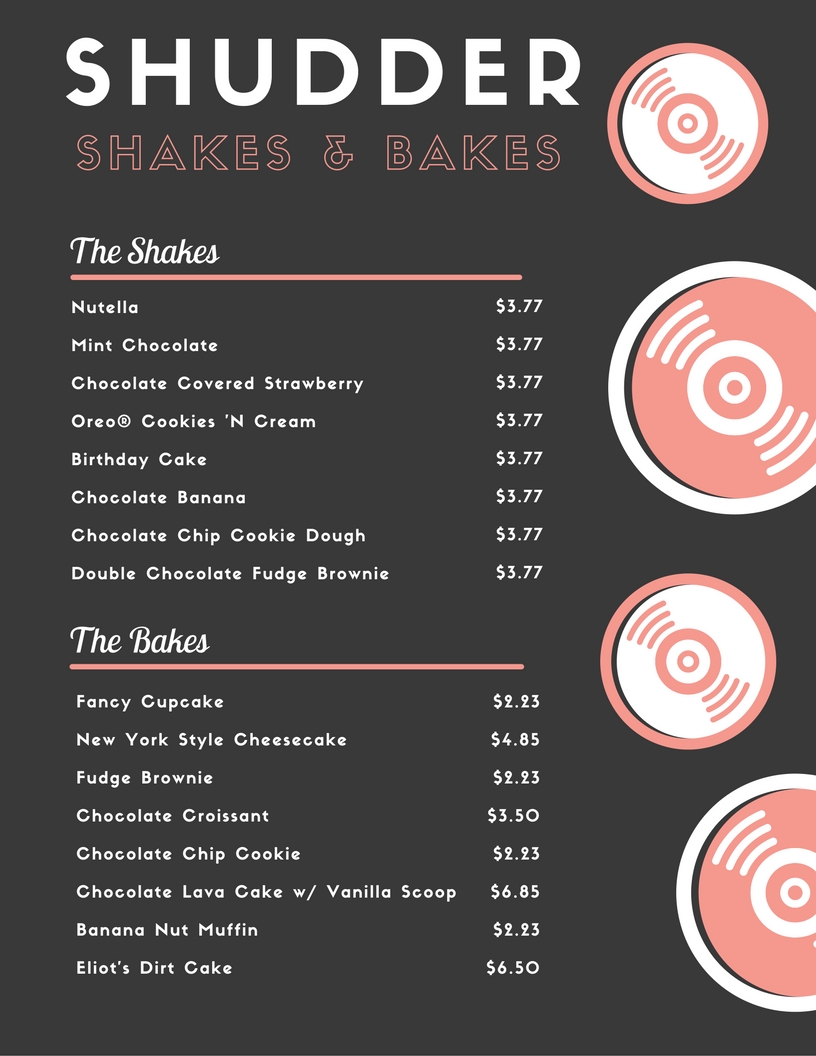 SHUDDER
SHAKES & BAKES
The Shakes
Nutella $3.77
Mint Chocolate $3.77
Chocolate Covered Strawberry $3.77
Oreo® Cookies 'N Cream $3.77
Birthday Cake $3.77
Chocolate Banana $3.77
Chocolate Chip Cookie Dough $3.77
Double Chocolate Fudge Brownie $3.77
The Bakes
Fancy Cupcake $2.23
New York Style Cheesecake $4.85
Fudge Brownie $2.23
Chocolate Croissant $3.50
Chocolate Chip Cookie $2.23
Chocolate Lava Cake w/ Vanilla Scoop $6.85
Banana Nut Muffin $2.23
Eliot's Dirt Cake $6.50